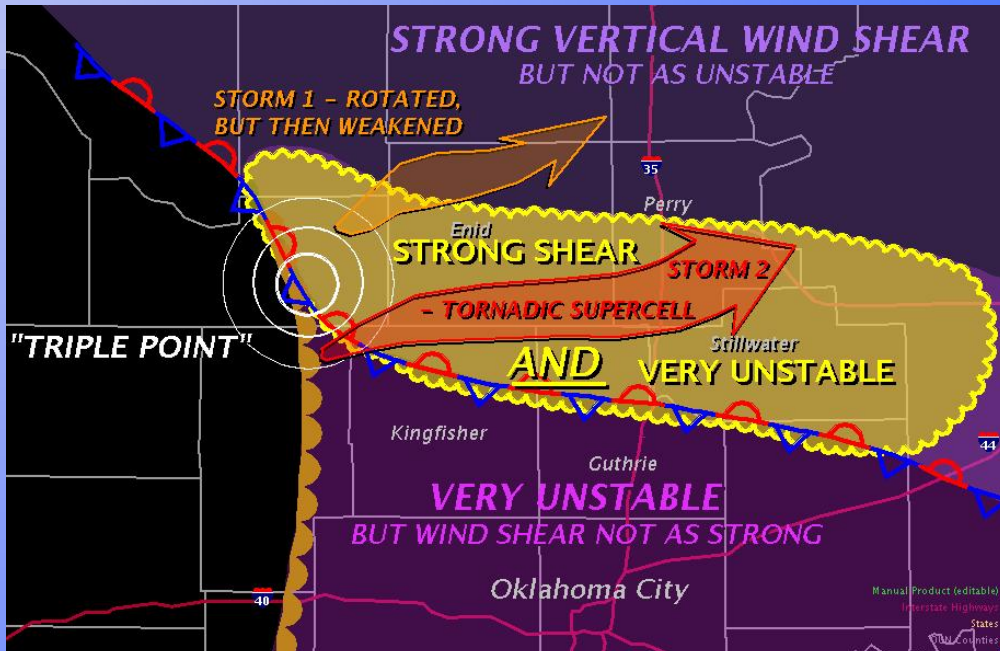 STRONG VERTICAL WIND SHEAR
BUT NOT AS UNSTABLE
STORM 1 - ROTATED,
BUT THEN WEAKENED
35
Perry
Enid
STRONG SHEAR
STORM 2
- TORNADIC SUPERCELL
"TRIPLE POINT"
Stillwater
AND VERY UNSTABLE
Kingfisher
44
Guthrie
VERY UNSTABLE
BUT WIND SHEAR NOT AS STRONG
Oklahoma City
40
Manual Product (editable)
Interstate Highways
States
OUN Counties